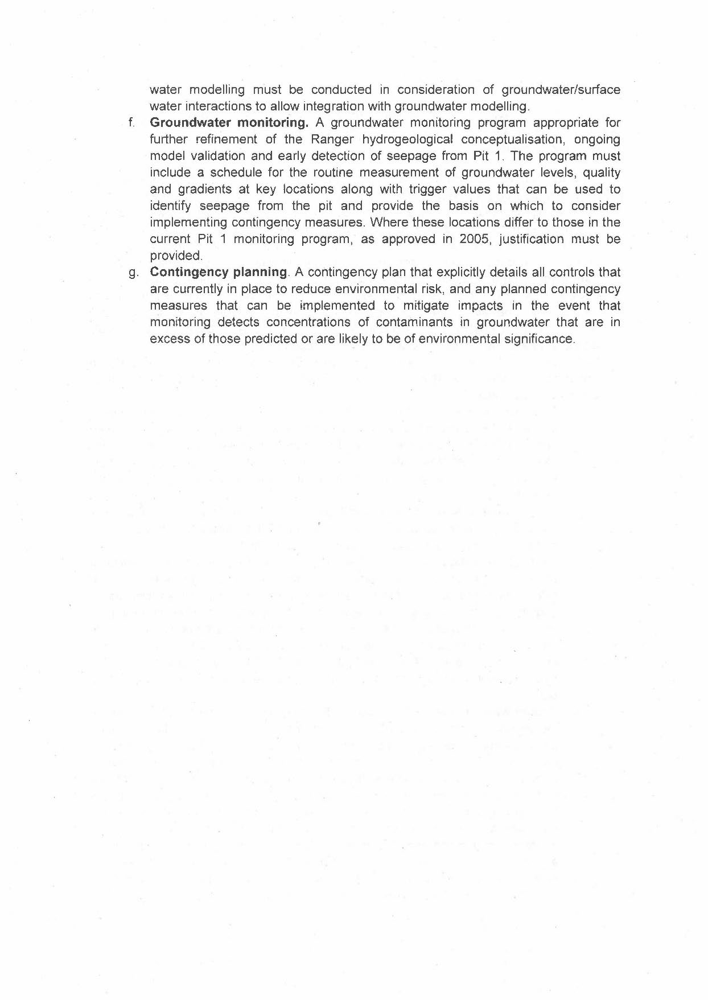 water modelling must be conducted in consideration of groundwater/surface
water interactions to allow integration with groundwater modelling.
f. Groundwater monitoring. A groundwater monitoring program appropriate for
further refinement of the Ranger hydrogeological conceptualisation, ongoing
model validation and early detection of seepage from Pit 1. The program must
include a schedule for the routine measurement of groundwater levels, quality
and gradients at key locations along with trigger values that can be used to
identify seepage from the pit and provide the basis on which to consider
implementing contingency measures. Where these locations differ to those in the
current Pit 1 monitoring program, as approved in 2005, justification must be
provided.
g. Contingency planning. A contingency plan that explicitly details all controls that
are currently in place to reduce environmental risk, and any planned contingency
measures that can be implemented to mitigate impacts in the event that
monitoring detects concentrations of contaminants in groundwater that are in
excess of those predicted or are likely to be of environmental significance.